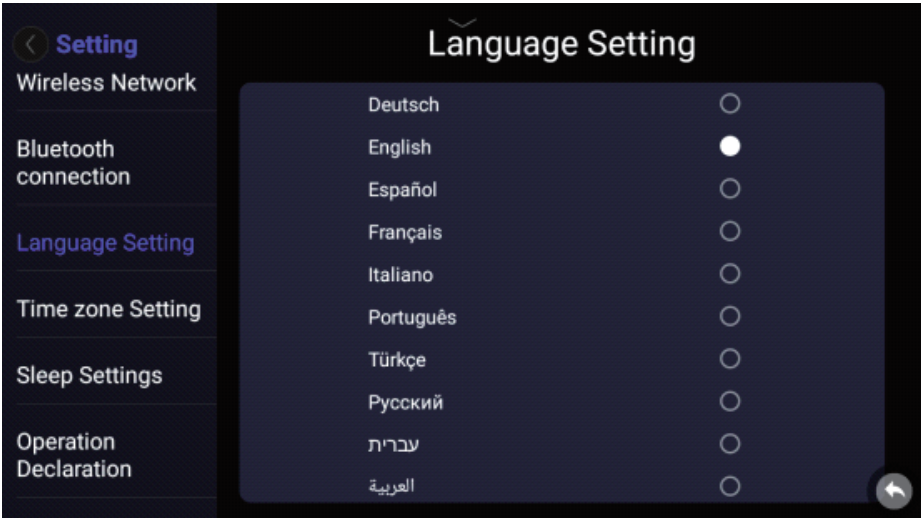 Setting
Wireless Network
Bluetooth
connection
Language Setting
Time zone Setting
Sleep Settings
Operation
Declaration
Language Setting
Deutsch
English
Español
Français
Italiano
Português
Türkçe
Русский
עברית
العربية